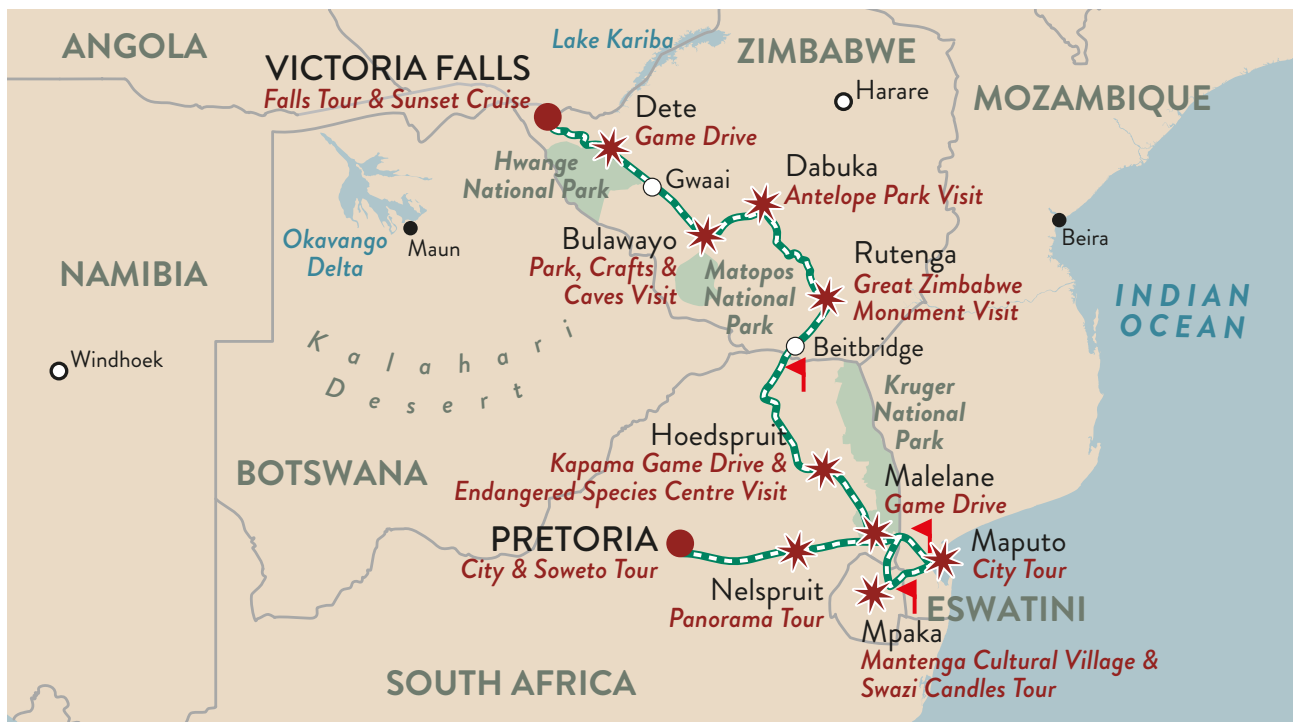 ANGOLA
Lake Kariba
ZIMBABWE
VICTORIA FALLS
Falls Tour & Sunset Cruise
Harare
MOZAMBIQUE
Dete
Game Drive
Hwange
National Park
Gwaai
Dabuka
Antelope Park Visit
Okavango
Delta
Maun
Beira
NAMIBIA
Bulawayo
Park, Crafts &
Caves Visit
Matopos
National
Park
Rutenga
Great Zimbabwe
Monument Visit
INDIAN
OCEAN
Windhoek
Kalahari
Desert
Beitbridge
Kruger
National
Park
BOTSWANA
Hoedspruit
Kapama Game Drive &
Endangered Species Centre Visit
Malelane
Game Drive
PRETORIA
City & Soweto Tour
Maputo
City Tour
Nelspruit
Panorama Tour
ESWATINI
Mpaka
Mantenga Cultural Village &
Swazi Candles Tour
SOUTH AFRICA